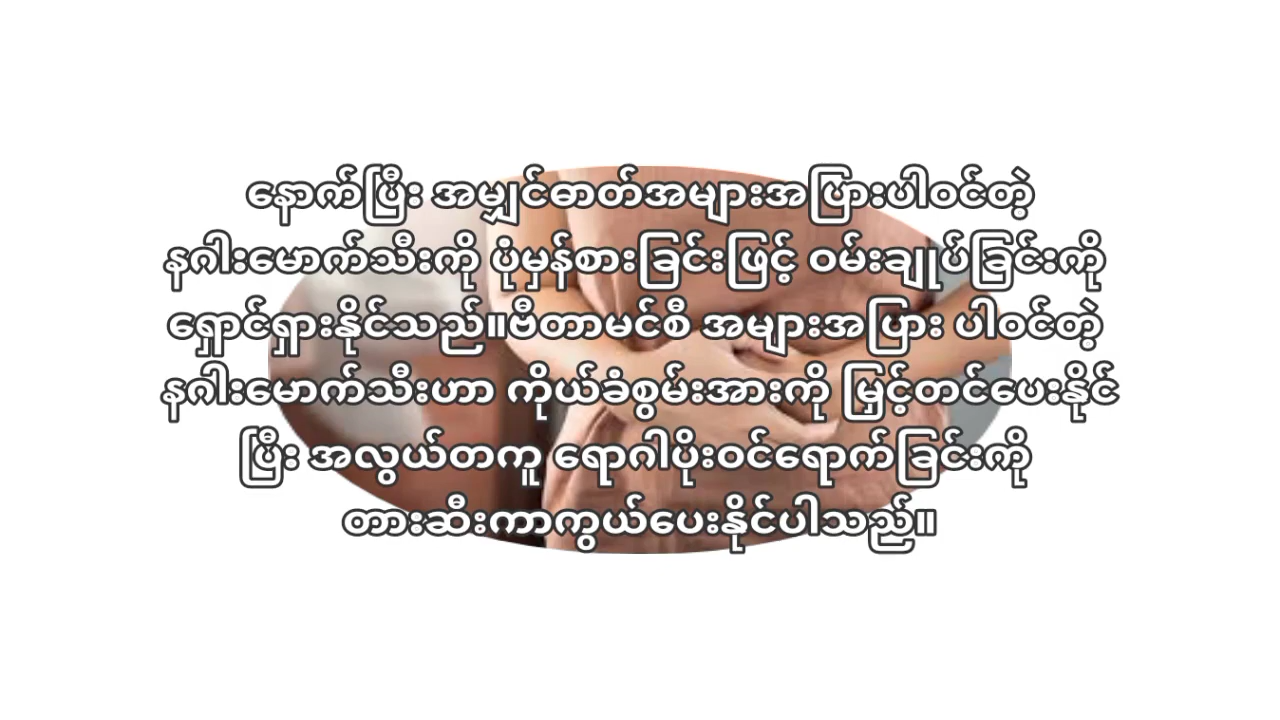 နောက်ပြီး အမျှင်ဓာတ်အများအပြားပါဝင်တဲ့
နဂါးမောက်သီးကို ပုံမှန်စားခြင်းဖြင့် ဝမ်းချုပ်ခြင်းကို
ရှောင်ရှားနိုင်သည်။ဗီတာမင်စီ အများအပြား ပါဝင်တဲ့
နဂါးမောက်သီးဟာ ကိုယ်ခံစွမ်းအားကို မြှင့်တင်ပေးနိုင်
ပြီး အလွယ်တကူ ရောဂါပိုးဝင်ရောက်ခြင်းကို
တားဆီးကာကွယ်ပေးနိုင်ပါသည်။